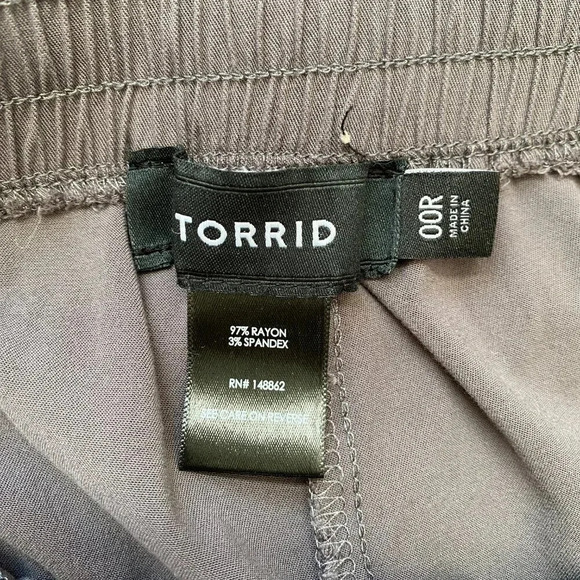 TORRID
00R
MADE IN
CHINA
97% RAYON
3% SPANDEX
RN# 148862
SEE CARE ON REVERSE